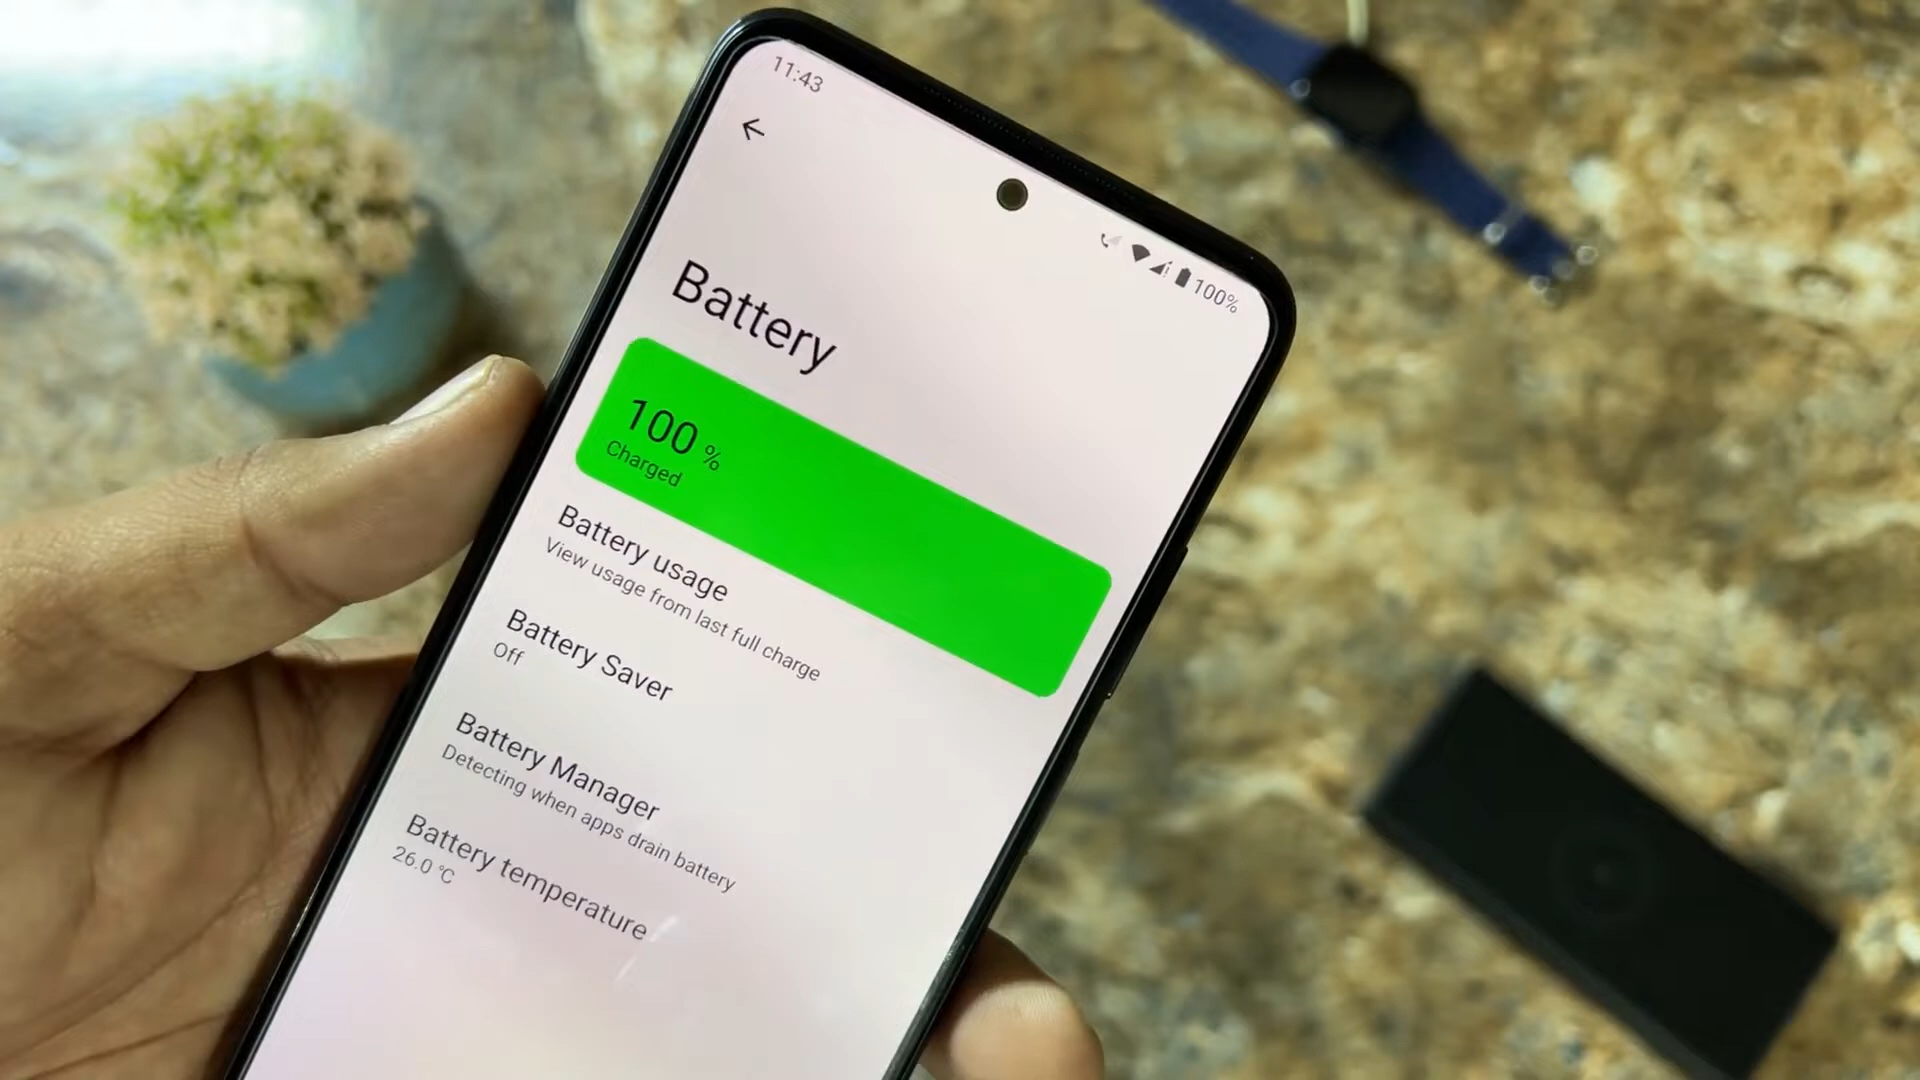 11:43
100%
Battery
100 %
Charged
Battery usage
View usage from last full charge
Battery Saver
Off
Battery Manager
Detecting when apps drain battery
Battery temperature
26.0 °C